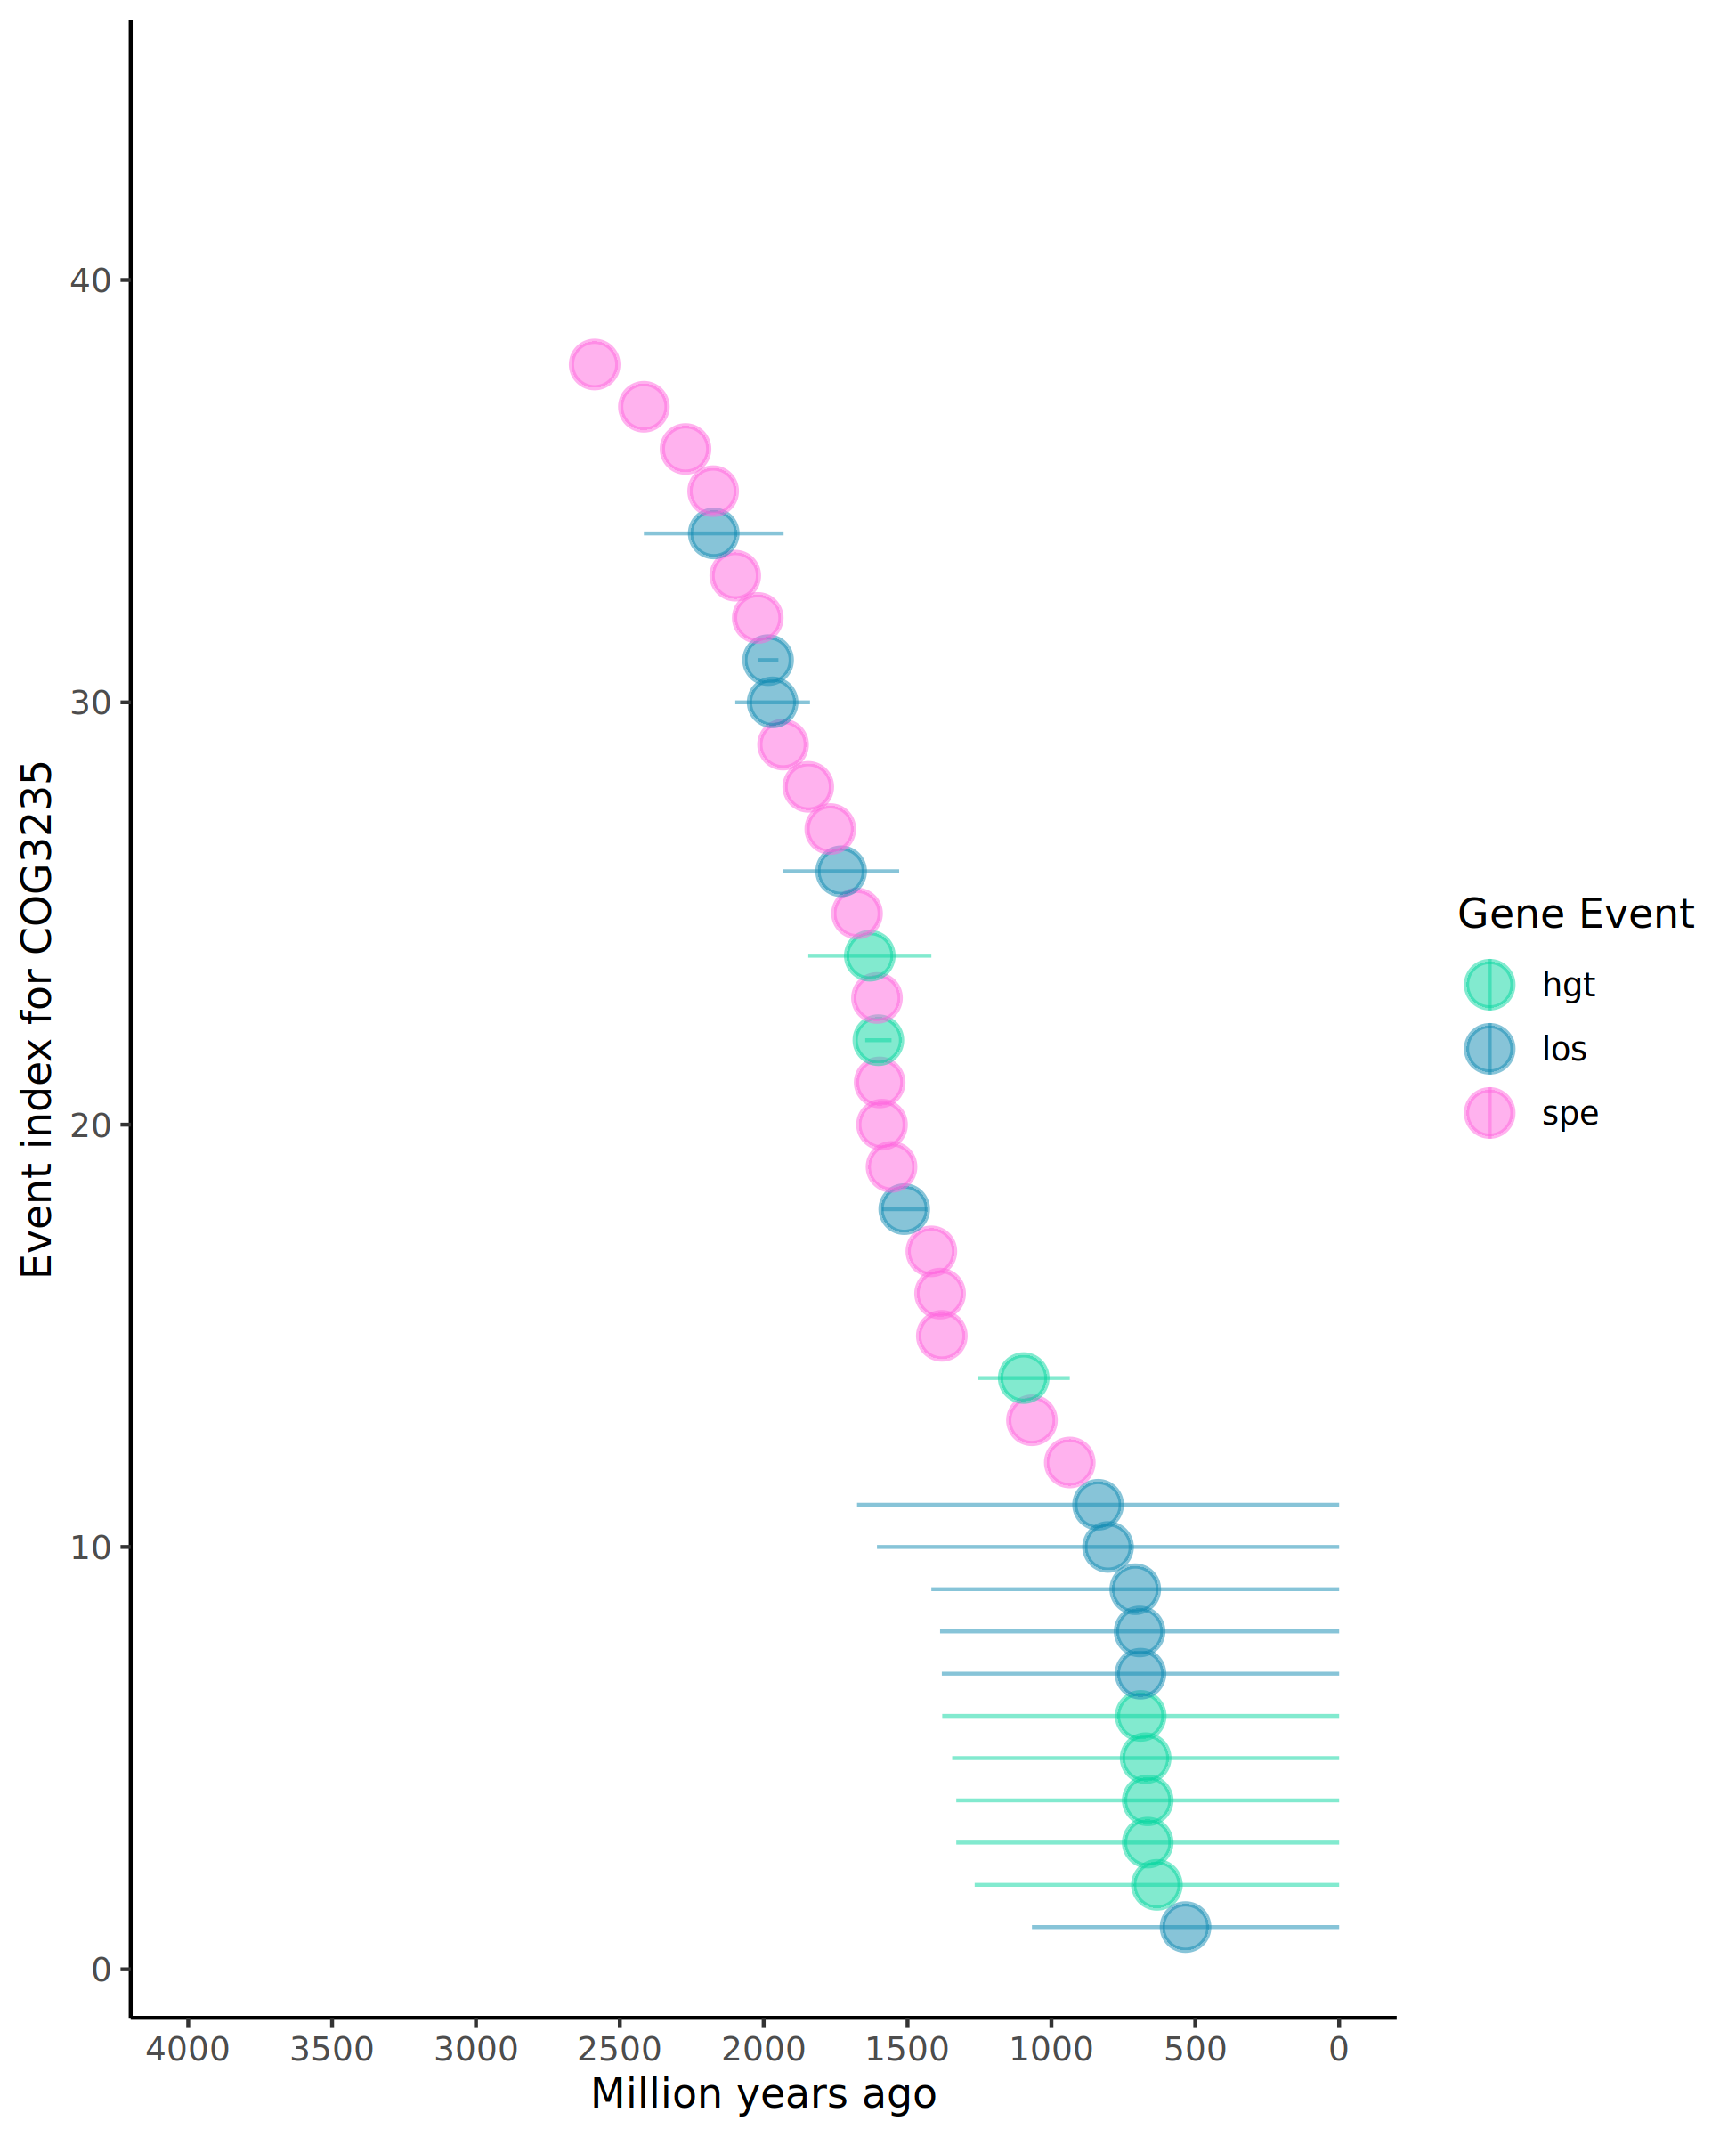 Event index for COG3235
40
30
20
10
0
4000 3500 3000 2500 2000 1500 1000 500 0
Million years ago
Gene Event
hgt
los
spe